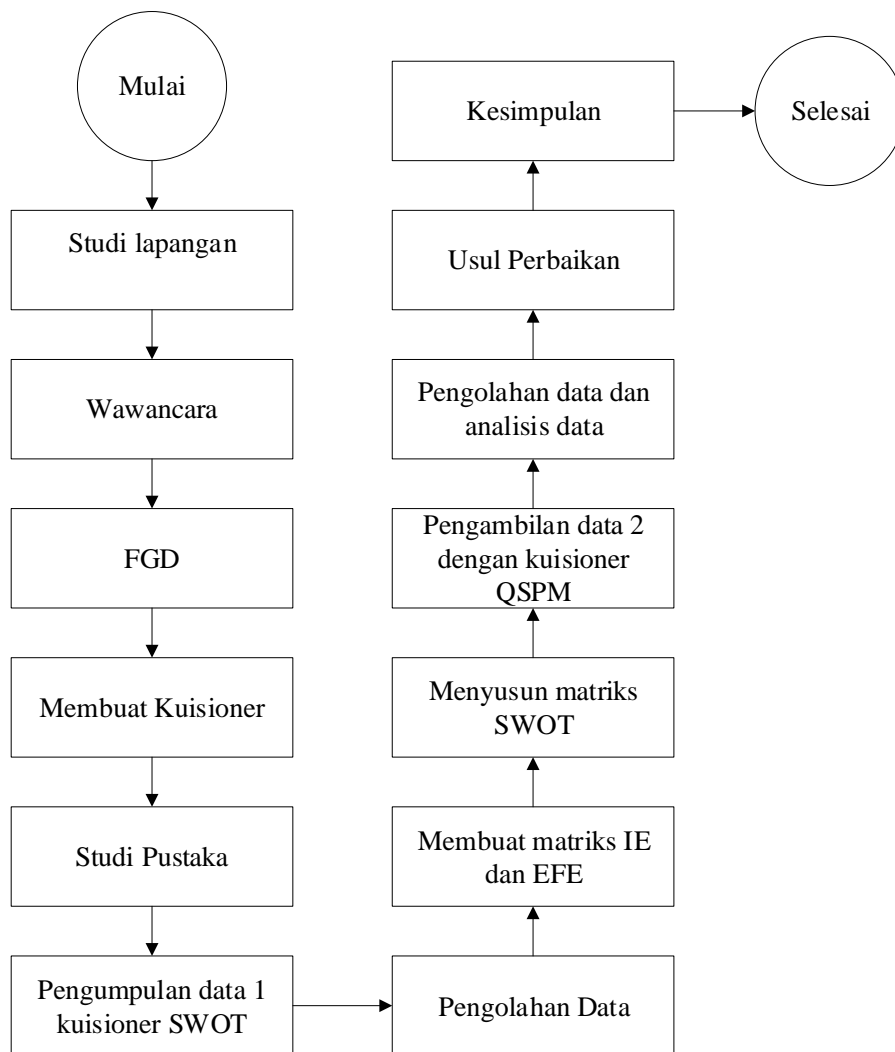 Mulai
Studi lapangan
Wawancara
FGD
Membuat Kuisioner
Studi Pustaka
Pengumpulan data 1
kuisioner SWOT
Pengolahan Data
Membuat matriks IE
dan EFE
Menyusun matriks
SWOT
Pengambilan data 2
dengan kuisioner
QSPM
Pengolahan data dan
analisis data
Usul Perbaikan
Kesimpulan
Selesai